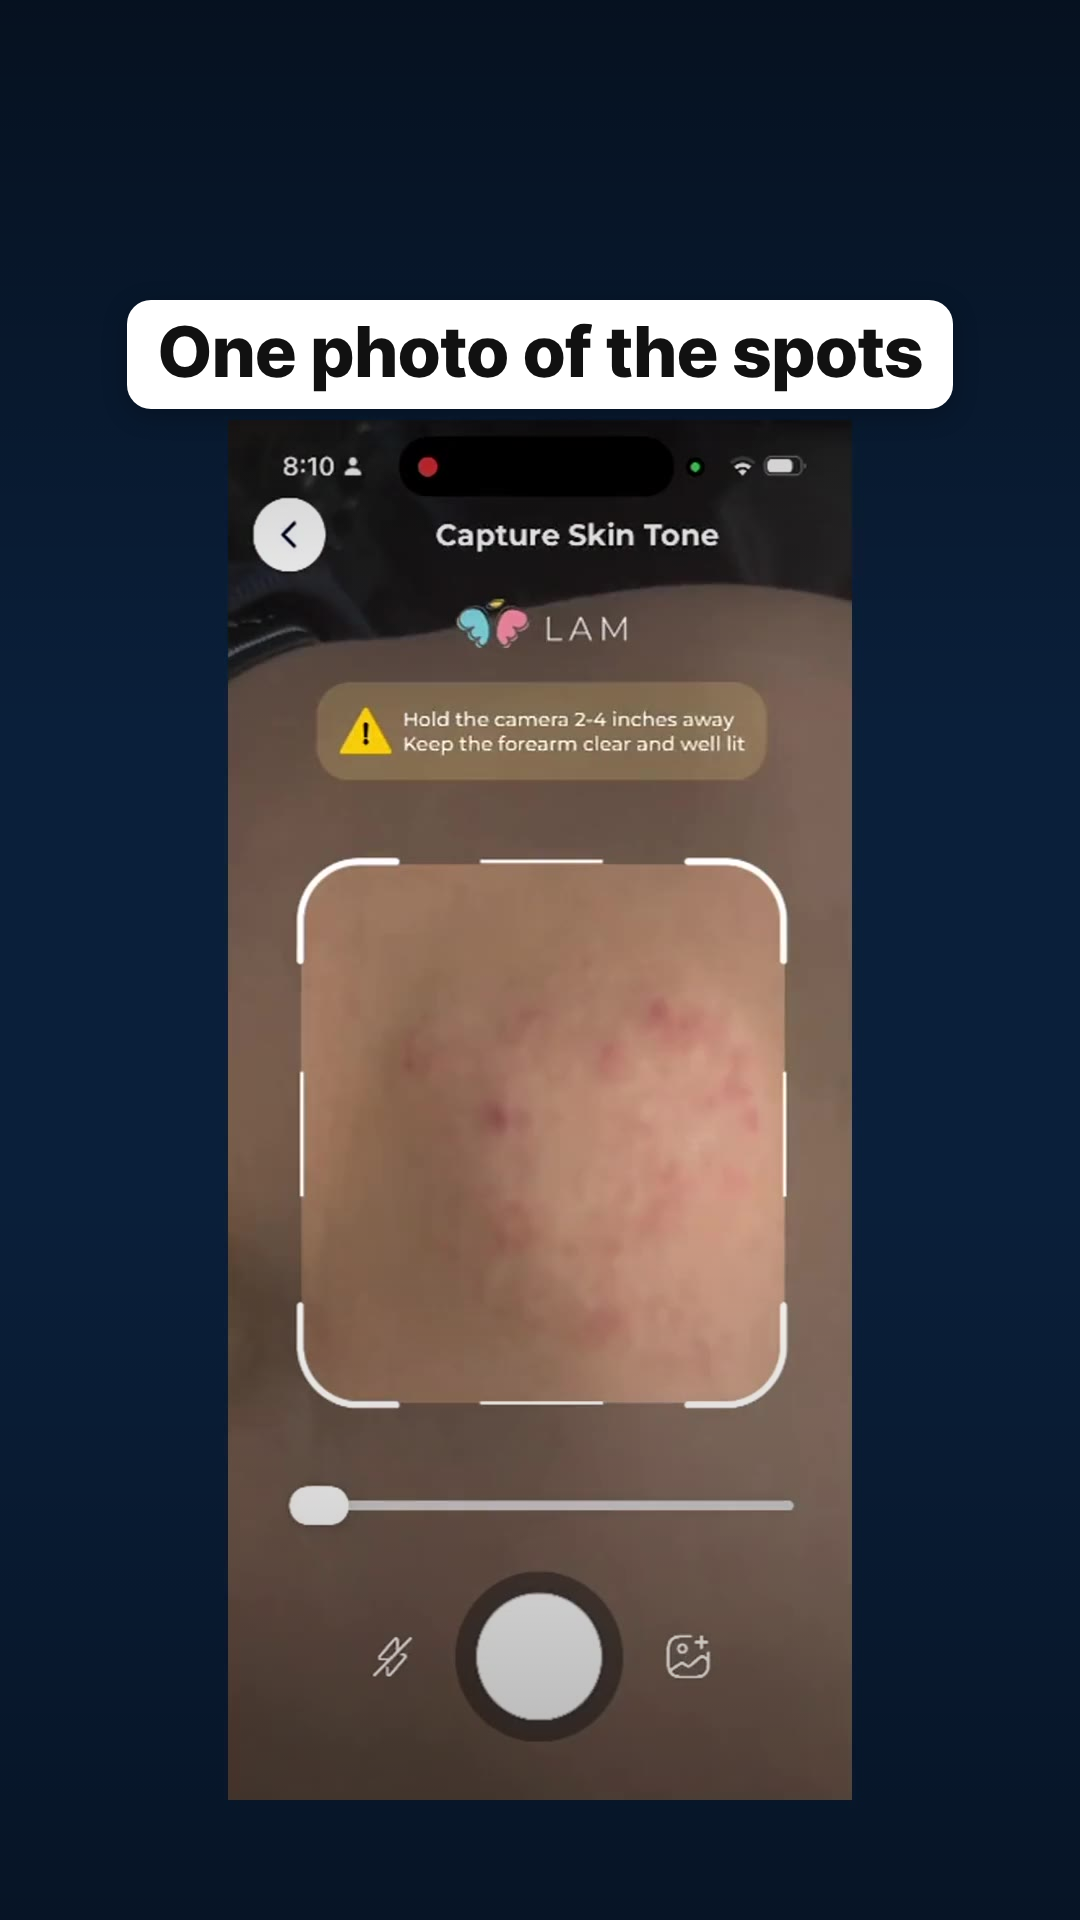 One photo of the spots
8:10
Capture Skin Tone
LAM
Hold the camera 2-4 inches away
Keep the forearm clear and well lit